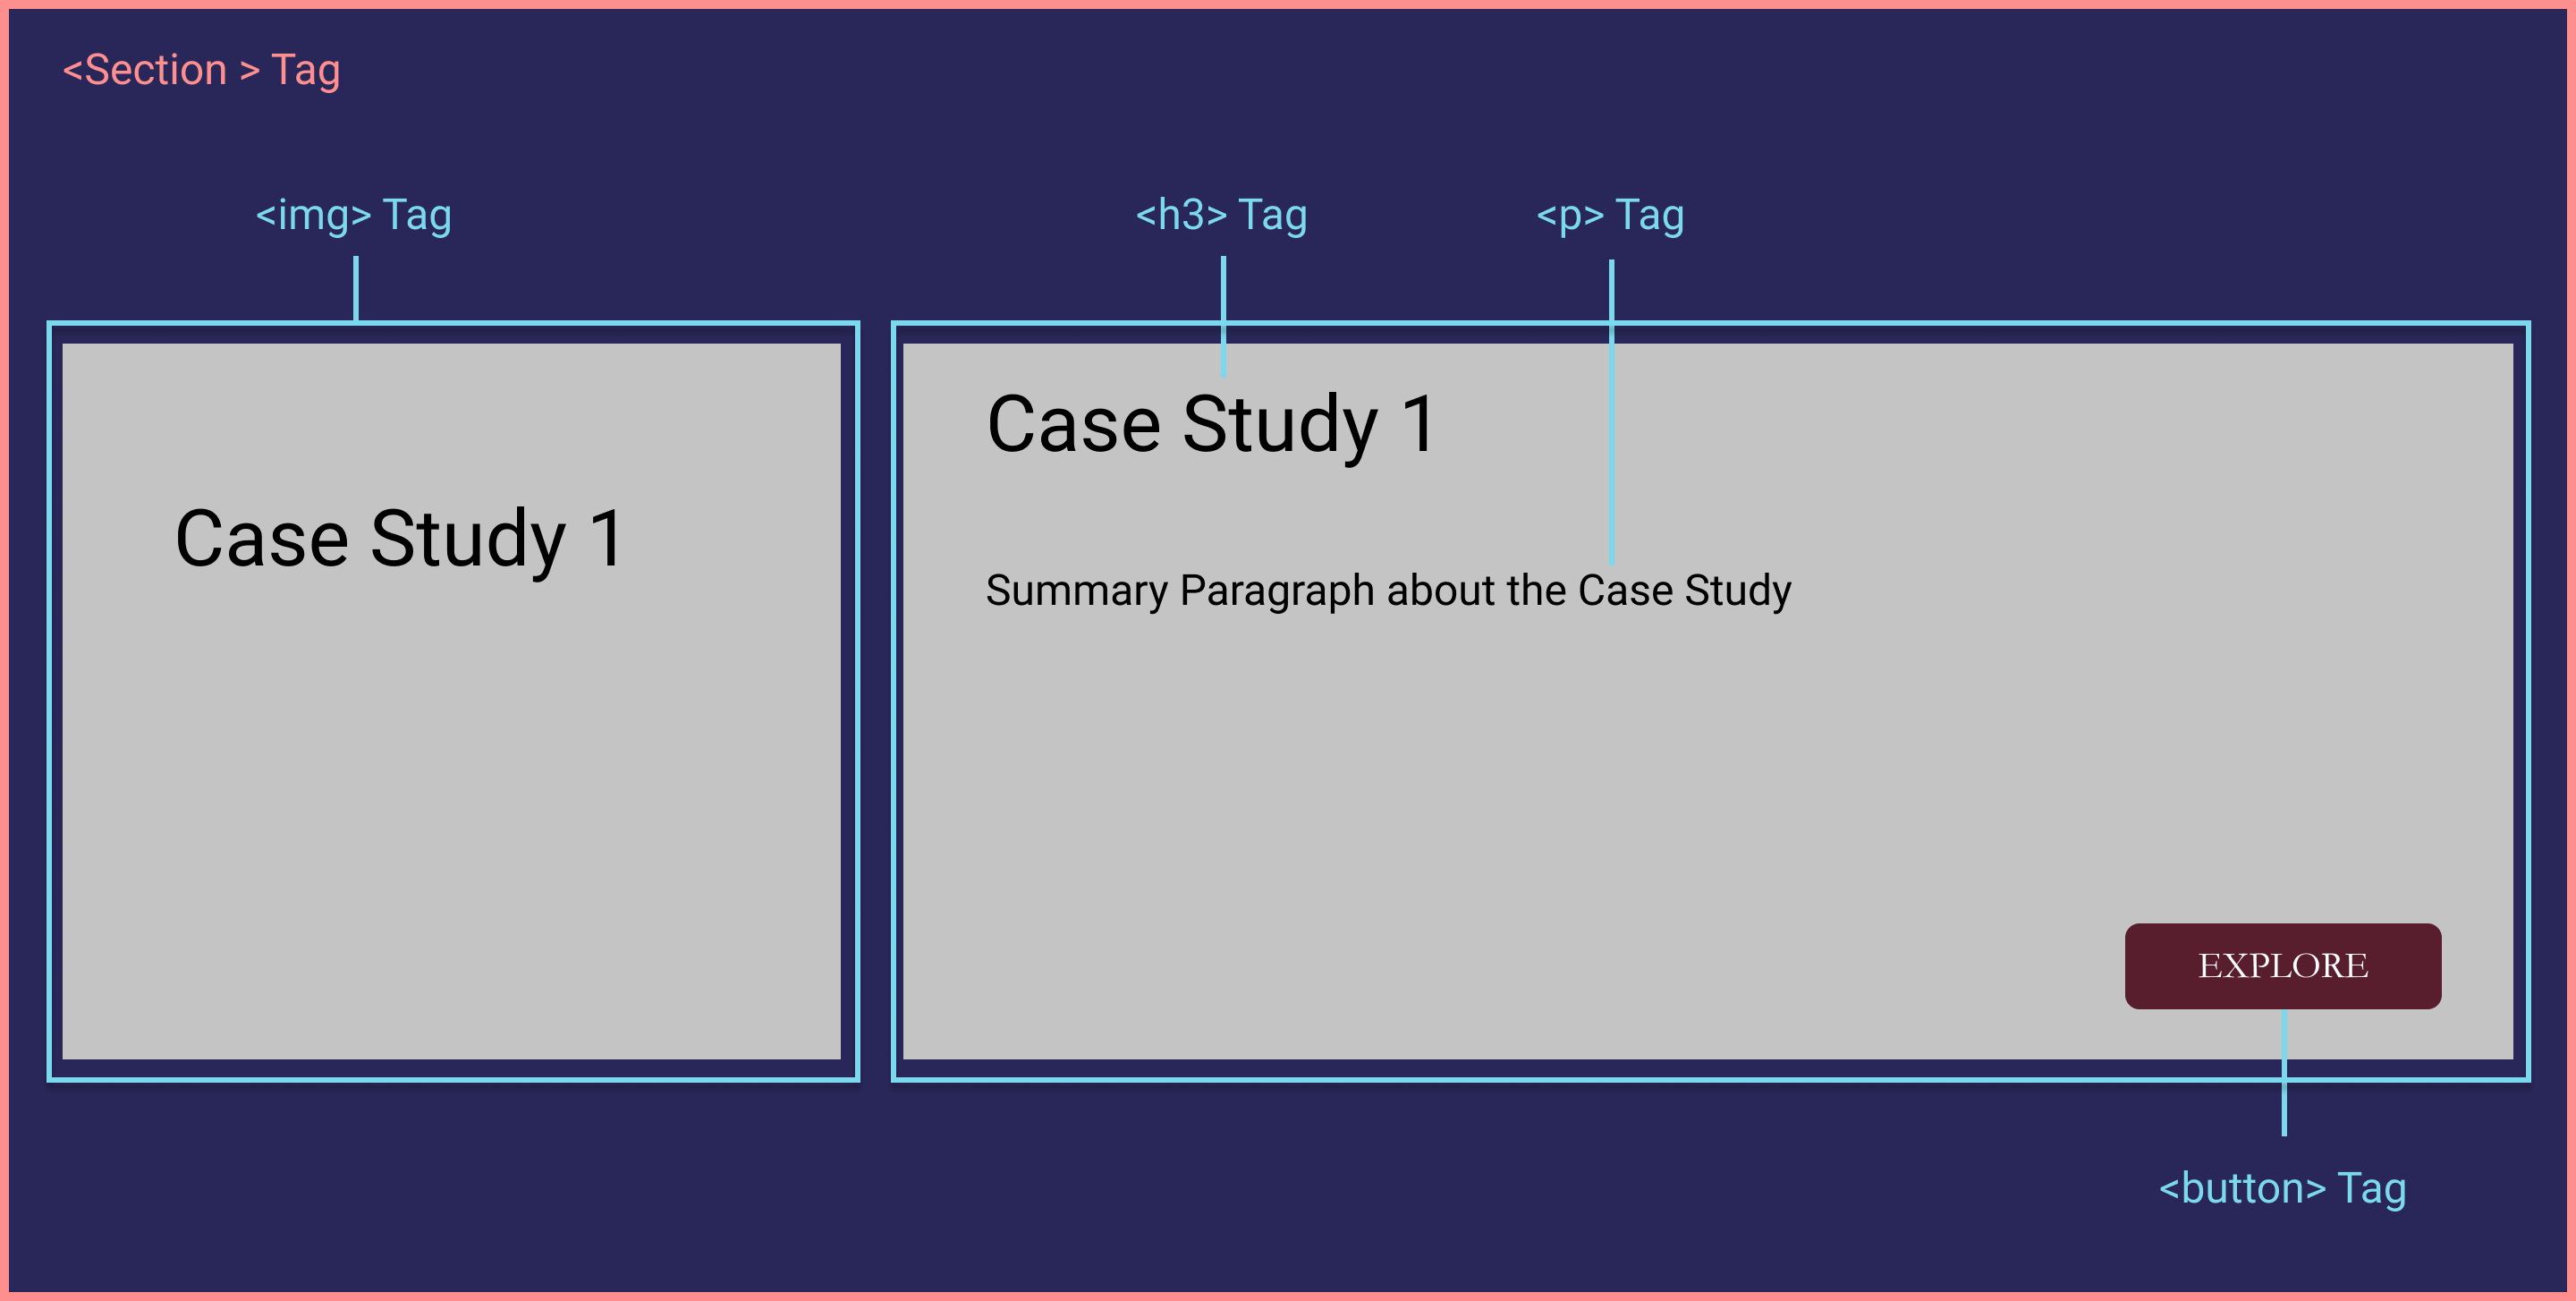 <Section > Tag
<img> Tag
<h3> Tag
<p> Tag
Case Study 1
Case Study 1
Summary Paragraph about the Case Study
EXPLORE
<button> Tag